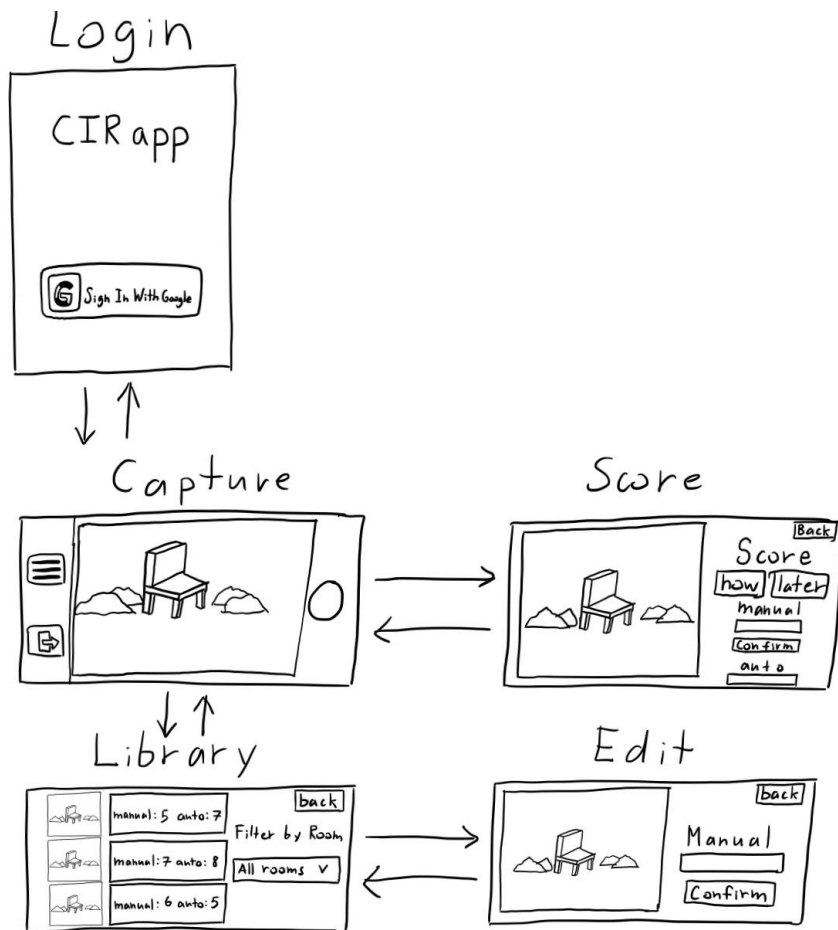 Login
CIR app
G Sign In With Google
Capture
Score
Back
Score
now later
manual
Confirm
auto
Library
back
manual: 5 auto: 7
Filter by Room
manual: 7 auto: 8
All rooms v
manual: 6 auto: 5
Edit
back
Manual
Confirm